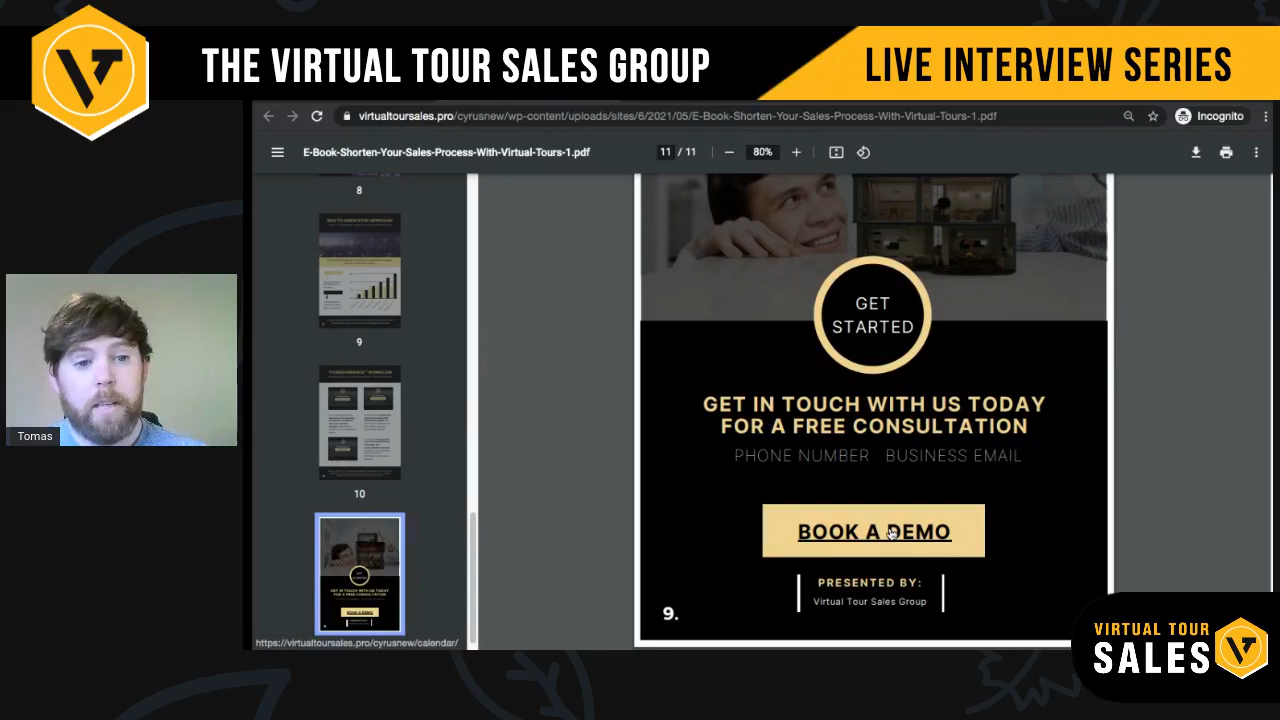 THE VIRTUAL TOUR SALES GROUP
LIVE INTERVIEW SERIES
virtualtoursales.pro/cyrusnew/wp-content/uploads/sites/6/2021/05/E-Book-Shorten-Your-Sales-Process-With-Virtual-Tours-1.pdf
Incognito
E-Book-Shorten-Your-Sales-Process-With-Virtual-Tours-1.pdf
11 / 11
80%
8
9
10
GET
STARTED
GET IN TOUCH WITH US TODAY
FOR A FREE CONSULTATION
PHONE NUMBER BUSINESS EMAIL
BOOK A DEMO
PRESENTED BY:
Virtual Tour Sales Group
9.
https://virtualtoursales.pro/cyrusnew/calendar/
Tomas
VIRTUAL TOUR
SALES